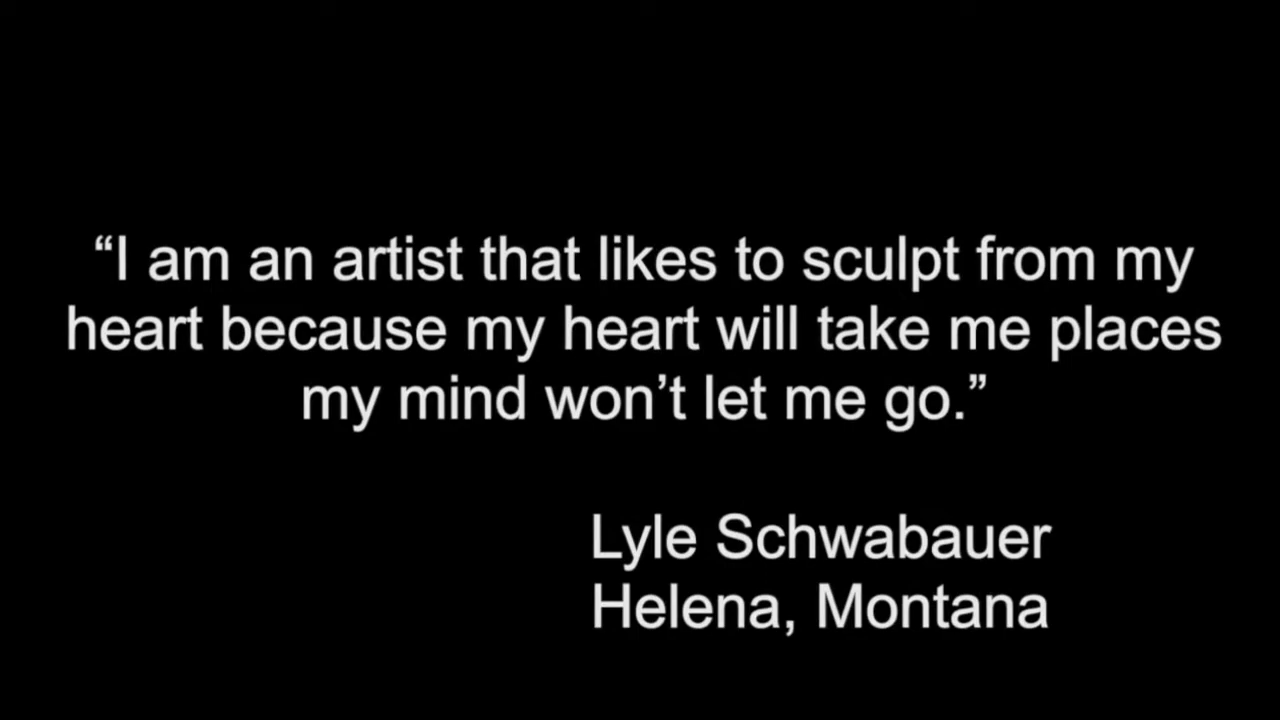 “I am an artist that likes to sculpt from my
heart because my heart will take me places
my mind won’t let me go.”
Lyle Schwabauer
Helena, Montana